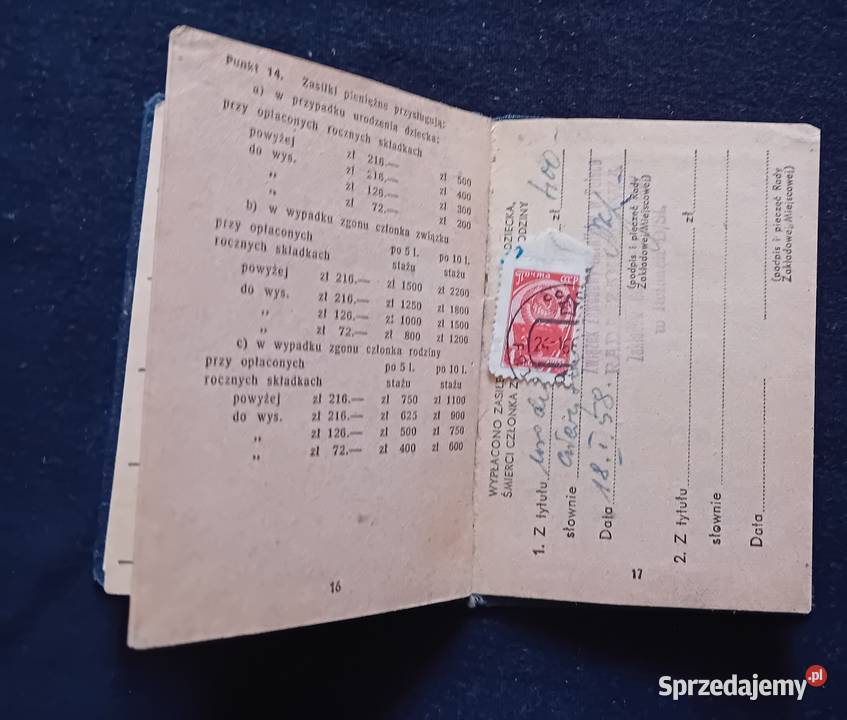 Punkt 14. Zasiłki pieniężne przysługują:
a) w przypadku urodzenia dziecka:
przy opłaconych rocznych składkach
powyżej zł 216.— zł 500
do wys. zł 216.— zł 400
„ zł 126.— zł 300
„ zł 72.— zł 200
b) w wypadku zgonu członka związku
przy opłaconych po 5 l. po 10 l.
rocznych składkach stażu stażu
powyżej zł 216.— zł 1500 zł 2200
do wys. zł 216.— zł 1250 zł 1800
„ zł 126.— zł 1000 zł 1500
„ zł 72.— zł 800 zł 1200
c) w wypadku zgonu członka rodziny
przy opłaconych po 5 l. po 10 l.
rocznych składkach stażu stażu
powyżej zł 216.— zł 750 zł 1100
do wys. zł 216.— zł 625 zł 900
„ zł 126.— zł 500 zł 750
„ zł 72.— zł 400 zł 600
16
WYPŁACONO DZIECKA,
ŚMIERCI CZŁONKA
1. Z tytułu zł 400
słownie
Data 18.I.58.
(podpis i pieczęć Rady
Zakładowej/Miejscowej)
2. Z tytułu zł
słownie
Data
(podpis i pieczęć Rady
Zakładowej/Miejscowej)
17
Sprzedajemy.pl